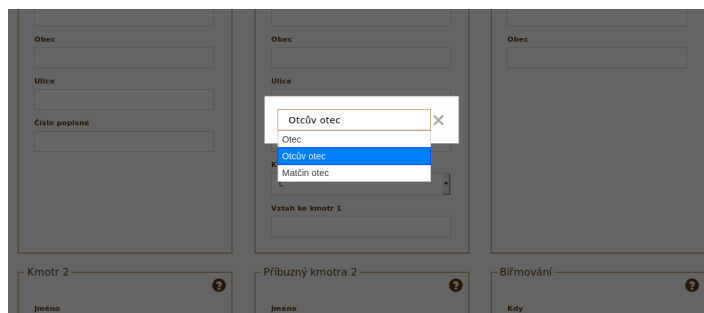 Obec
Obec
Obec
Ulice
Ulice
Otcův otec
Číslo popisné
Otec
Otcův otec
Matčin otec
Vztah ke kmotr 1
Kmotr 2
Příbuzný kmotra 2
Biřmování
Jméno
Jméno
Kdy